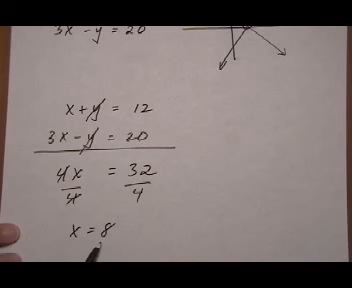 3x - y = 20
x + y = 12
3x - y = 20
4x/4 = 32/4
x = 8